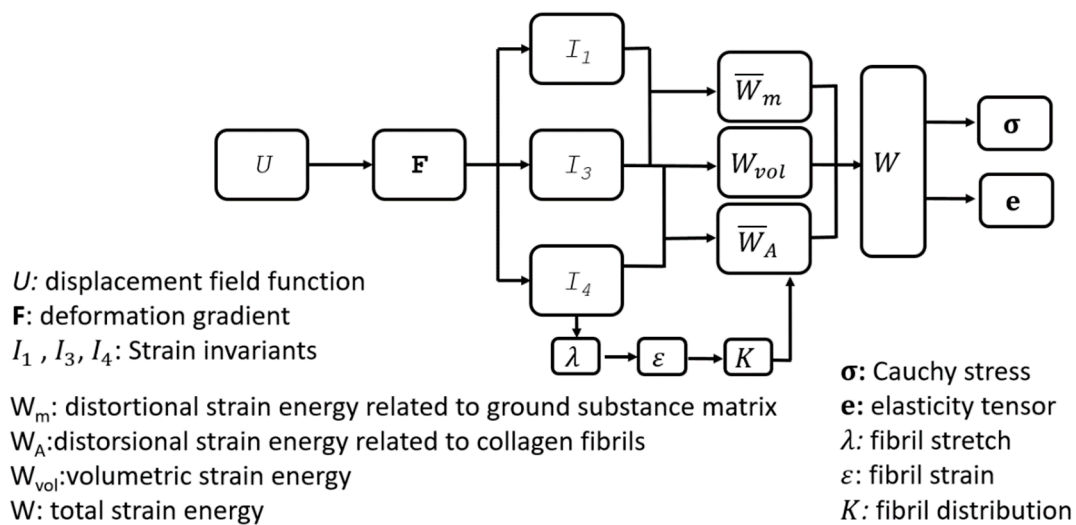 U
F
I₁
I₃
I₄
W̅ₘ
Wᵥₒₗ
W̅_A
W
σ
e
λ
ε
K
U: displacement field function
F: deformation gradient
I₁ , I₃, I₄: Strain invariants
Wₘ: distortional strain energy related to ground substance matrix
W_A:distorsional strain energy related to collagen fibrils
Wᵥₒₗ:volumetric strain energy
W: total strain energy
σ: Cauchy stress
e: elasticity tensor
λ: fibril stretch
ε: fibril strain
K: fibril distribution